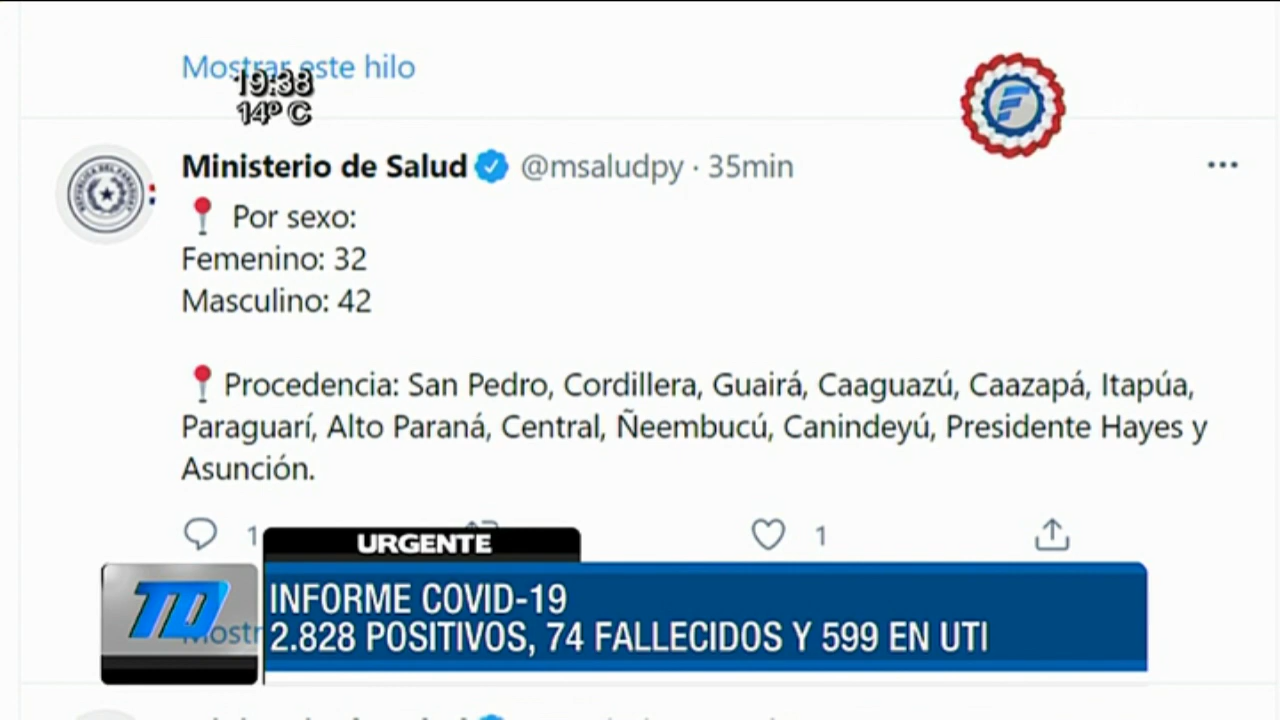 Mostrar este hilo
19:38
14º C
Ministerio de Salud @msaludpy · 35min
Por sexo:
Femenino: 32
Masculino: 42
Procedencia: San Pedro, Cordillera, Guairá, Caaguazú, Caazapá, Itapúa,
Paraguarí, Alto Paraná, Central, Ñeembucú, Canindeyú, Presidente Hayes y
Asunción.
1
1
URGENTE
TD
INFORME COVID-19
2.828 POSITIVOS, 74 FALLECIDOS Y 599 EN UTI